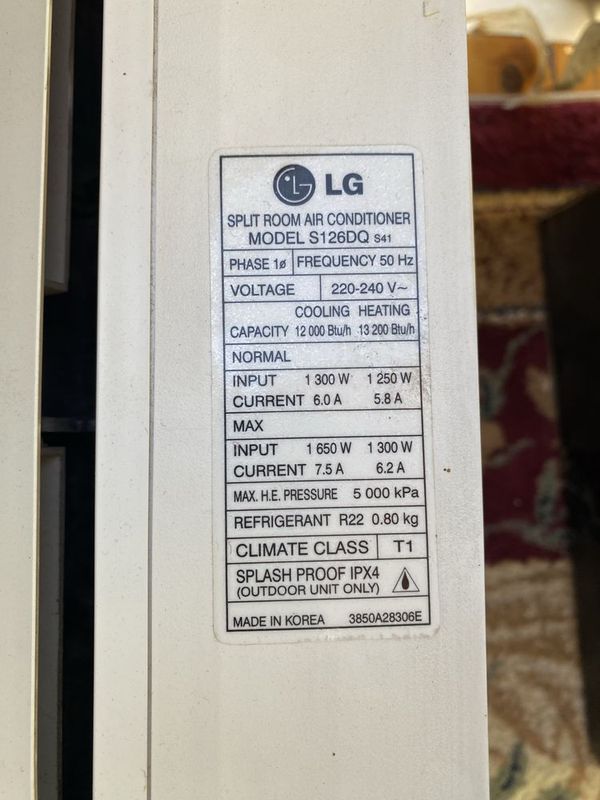 LG
SPLIT ROOM AIR CONDITIONER
MODEL S126DQ S41
PHASE 1ø FREQUENCY 50 Hz
VOLTAGE 220-240 V~
COOLING HEATING
CAPACITY 12 000 Btu/h 13 200 Btu/h
NORMAL
INPUT 1 300 W 1 250 W
CURRENT 6.0 A 5.8 A
MAX
INPUT 1 650 W 1 300 W
CURRENT 7.5 A 6.2 A
MAX. H.E. PRESSURE 5 000 kPa
REFRIGERANT R22 0.80 kg
CLIMATE CLASS T1
SPLASH PROOF IPX4
(OUTDOOR UNIT ONLY)
MADE IN KOREA 3850A28306E